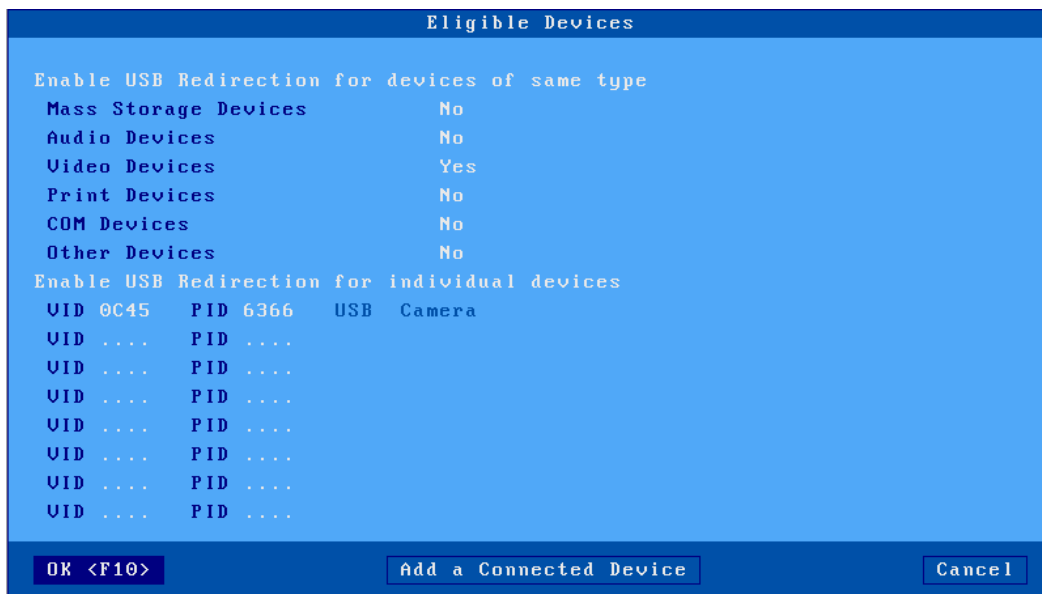 Eligible Devices
Enable USB Redirection for devices of same type
Mass Storage Devices No
Audio Devices No
Video Devices Yes
Print Devices No
COM Devices No
Other Devices No
Enable USB Redirection for individual devices
VID 0C45 PID 6366 USB Camera
VID .... PID ....
VID .... PID ....
VID .... PID ....
VID .... PID ....
VID .... PID ....
VID .... PID ....
VID .... PID ....
OK <F10> Add a Connected Device Cancel